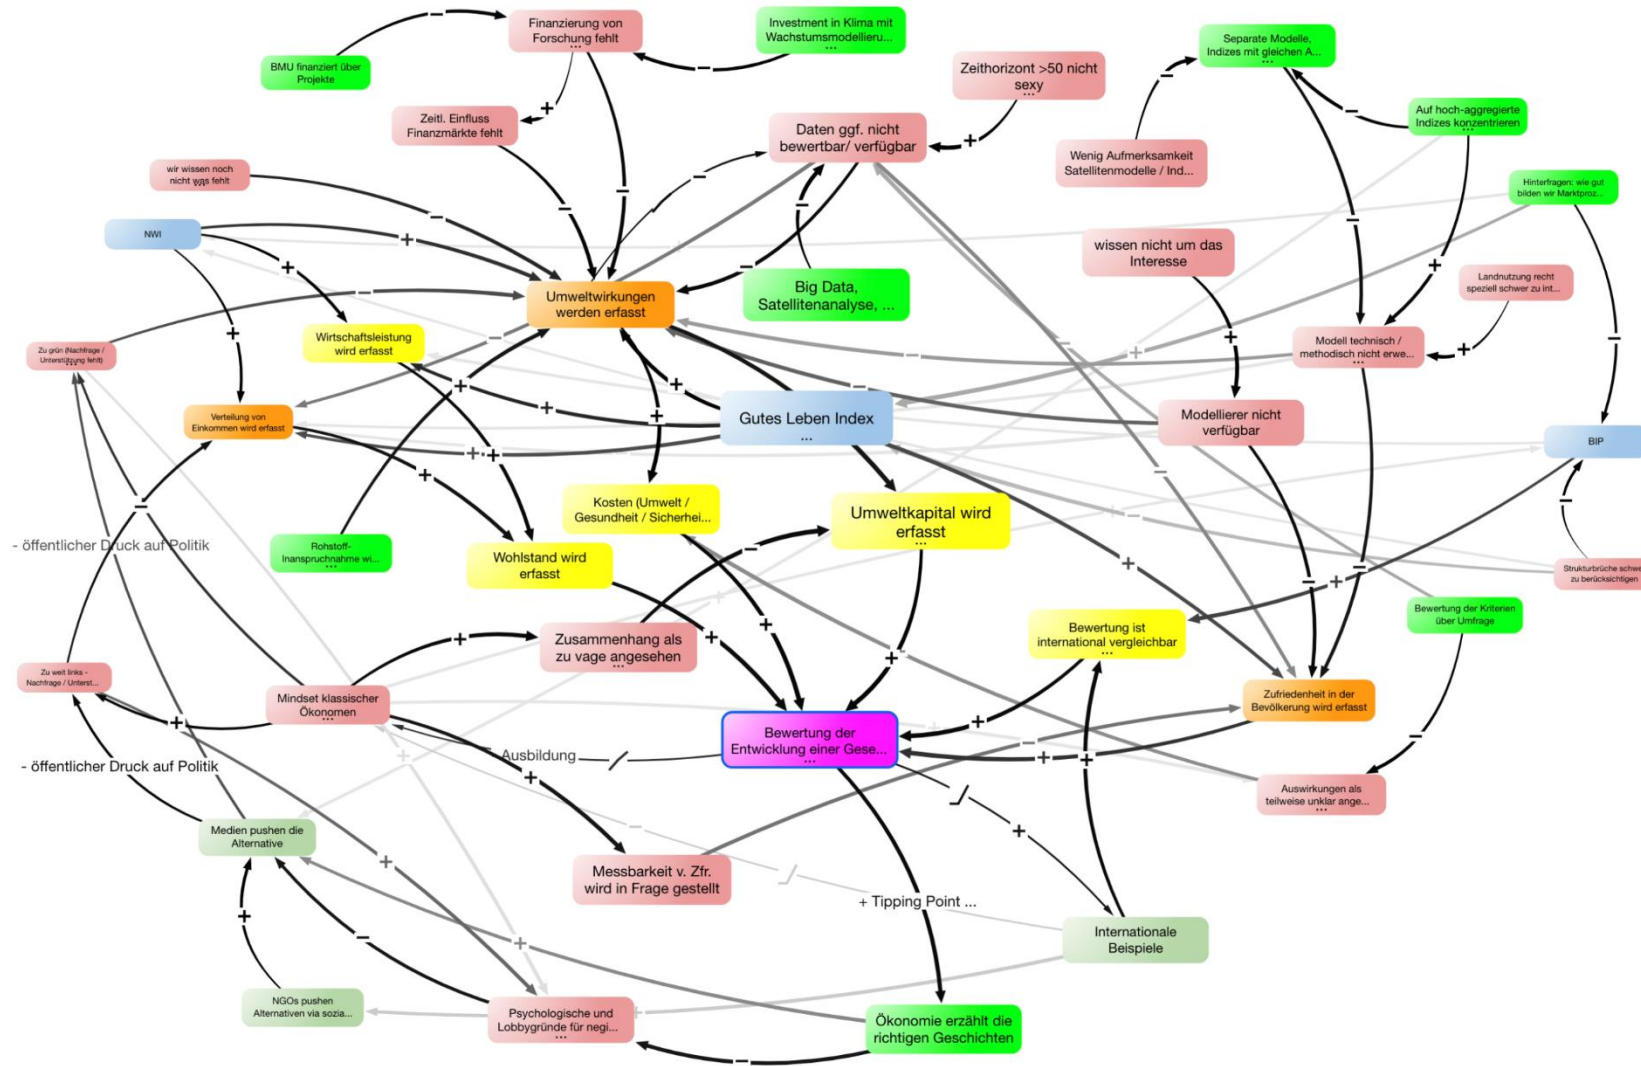 Finanzierung von
Forschung fehlt
...
Investment in Klima mit
Wachstumsmodellieru...
...
BMU finanziert über
Projekte
Separate Modelle,
Indizes mit gleichen A...
...
Zeithorizont >50 nicht
sexy
...
Zeitl. Einfluss
Finanzmärkte fehlt
Daten ggf. nicht
bewertbar/ verfügbar
Auf hoch-aggregierte
Indizes konzentrieren
...
Wenig Aufmerksamkeit
Satellitenmodelle / Ind...
wir wissen noch
nicht was fehlt
...
Hinterfragen: wie gut
bilden wir Marktproz...
NWI
wissen nicht um das
Interesse
Big Data,
Satellitenanalyse, ...
Landnutzung recht
speziell schwer zu int...
Umweltwirkungen
werden erfasst
Wirtschaftsleistung
wird erfasst
Zu grün (Nachfrage /
Unterstützung fehlt)
...
Modell technisch /
methodisch nicht erwe...
...
Verteilung von
Einkommen wird erfasst
Gutes Leben Index
...
Modellierer nicht
verfügbar
BIP
Kosten (Umwelt /
Gesundheit / Sicherhei...
Umweltkapital wird
erfasst
...
- öffentlicher Druck auf Politik
Rohstoff-
Inanspruchnahme wi...
...
Wohlstand wird
erfasst
Strukturbrüche schwe
zu berücksichtigen
Bewertung der Kriterien
über Umfrage
Zusammenhang als
zu vage angesehen
...
Bewertung ist
international vergleichbar
...
Zu weit links -
Nachfrage / Unterst...
Mindset klassischer
Ökonomen
...
Zufriedenheit in der
Bevölkerung wird erfasst
Bewertung der
Entwicklung einer Gese...
...
Ausbildung
- öffentlicher Druck auf Politik
Auswirkungen als
teilweise unklar ange...
...
Medien pushen die
Alternative
Messbarkeit v. Zfr.
wird in Frage gestellt
+ Tipping Point ...
Internationale
Beispiele
NGOs pushen
Alternativen via sozia...
Psychologische und
Lobbygründe für negi...
...
Ökonomie erzählt die
richtigen Geschichten